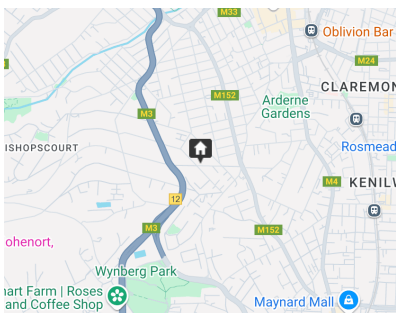 M33
Oblivion Bar
M24
CLAREMON
M152
Arderne
Gardens
M3
Rosmead
ISHOPSCOURT
M4
KENILW
12
M3
M152
ohenort,
Wynberg Park
hart Farm | Roses
and Coffee Shop
Maynard Mall